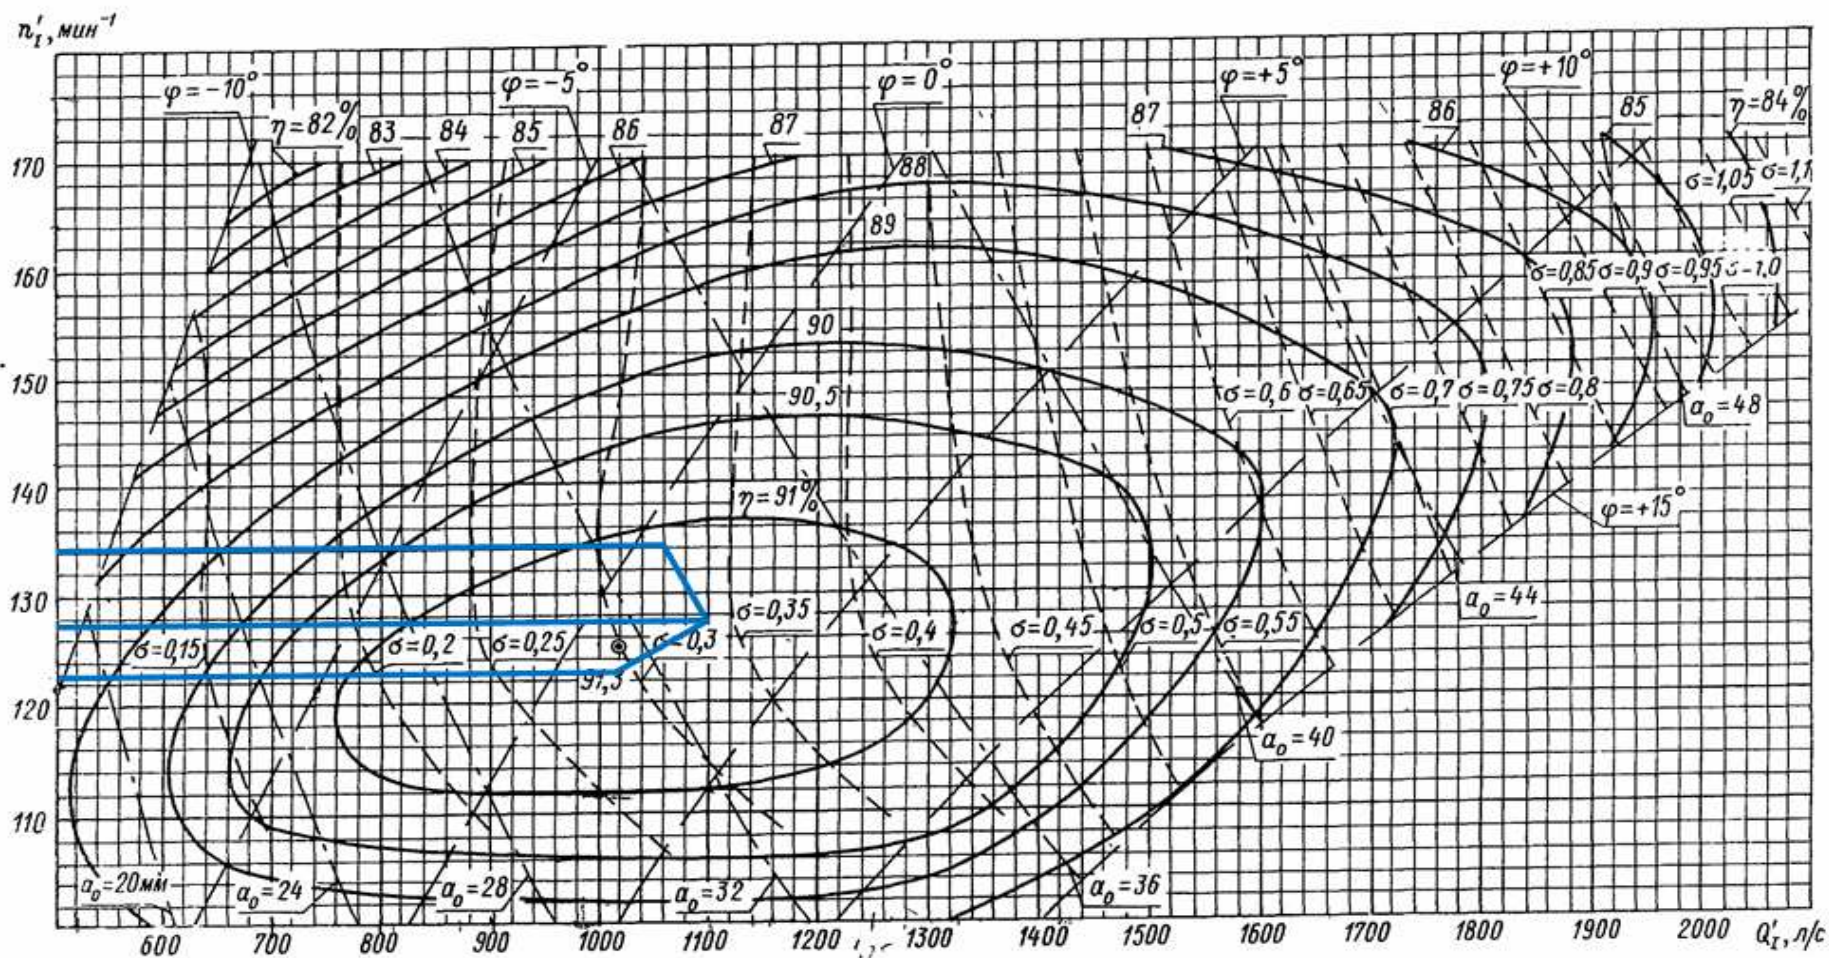 n'I, мин⁻¹
φ=-10°
φ=-5°
φ=0°
φ=+5°
φ=+10°
η=82%
83
84
85
86
87
87
86
85
η=84%
170
88
σ=1,05
σ=1,1
89
160
σ=0,85
σ=0,9
σ=0,95
σ=1,0
90
150
90,5
σ=0,6
σ=0,65
σ=0,7
σ=0,75
σ=0,8
a₀=48
140
η=91%
φ=+15°
130
σ=0,15
σ=0,2
σ=0,25
σ=0,3
σ=0,35
σ=0,4
σ=0,45
σ=0,5
σ=0,55
a₀=44
91,3
120
a₀=40
110
a₀=20мм
a₀=24
a₀=28
a₀=32
a₀=36
600 700 800 900 1000 1100 1200 1300 1400 1500 1600 1700 1800 1900 2000 Q'I, л/с